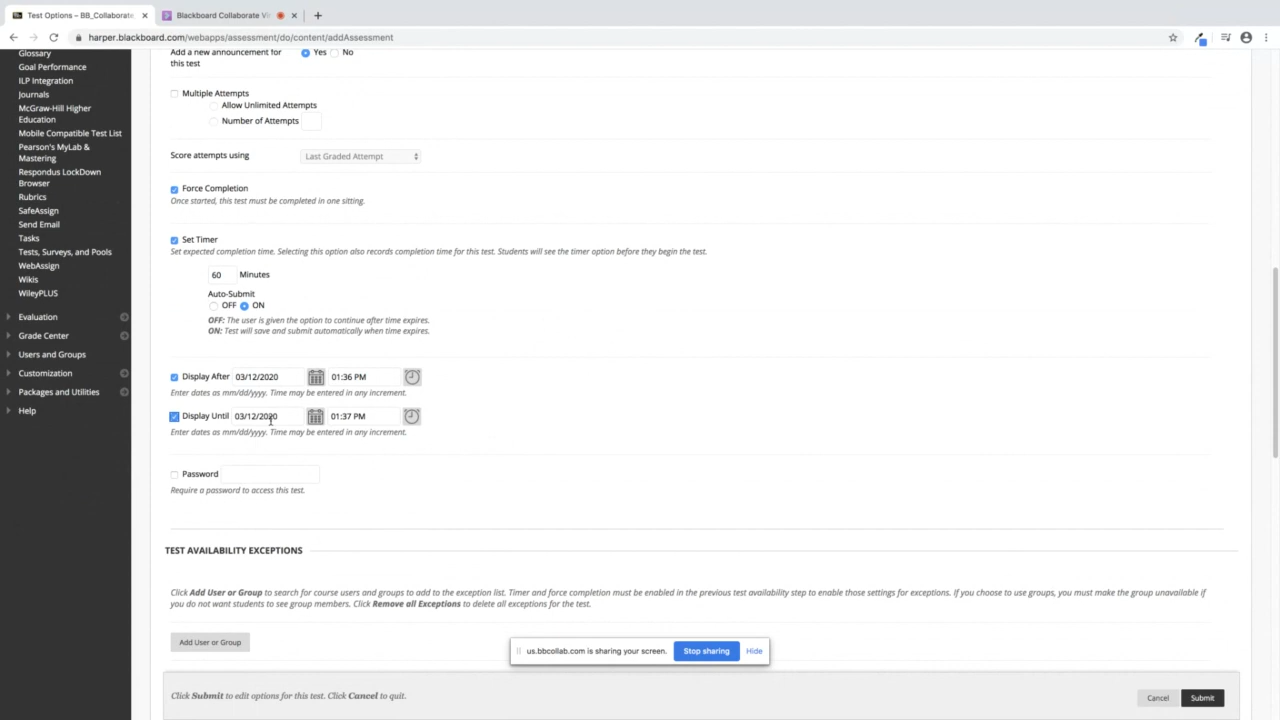 Test Options – BB_Collaborate
Blackboard Collaborate Vi
harper.blackboard.com/webapps/assessment/do/content/addAssessment
Glossary
Goal Performance
ILP Integration
Journals
McGraw-Hill Higher
Education
Mobile Compatible Test List
Pearson's MyLab &
Mastering
Respondus LockDown
Browser
Rubrics
SafeAssign
Send Email
Tasks
Tests, Surveys, and Pools
WebAssign
Wikis
WileyPLUS
Evaluation
Grade Center
Users and Groups
Customization
Packages and Utilities
Help
Add a new announcement for
this test
Yes No
Multiple Attempts
Allow Unlimited Attempts
Number of Attempts
Score attempts using Last Graded Attempt
Force Completion
Once started, this test must be completed in one sitting.
Set Timer
Set expected completion time. Selecting this option also records completion time for this test. Students will see the timer option before they begin the test.
60 Minutes
Auto-Submit
OFF ON
OFF: The user is given the option to continue after time expires.
ON: Test will save and submit automatically when time expires.
Display After 03/12/2020 01:36 PM
Enter dates as mm/dd/yyyy. Time may be entered in any increment.
Display Until 03/12/2020 01:37 PM
Enter dates as mm/dd/yyyy. Time may be entered in any increment.
Password
Require a password to access this test.
TEST AVAILABILITY EXCEPTIONS
Click Add User or Group to search for course users and groups to add to the exception list. Timer and force completion must be enabled in the previous test availability step to enable those settings for exceptions. If you choose to use groups, you must make the group unavailable if
you do not want students to see group members. Click Remove all Exceptions to delete all exceptions for the test.
Add User or Group
us.bbcollab.com is sharing your screen. Stop sharing Hide
Click Submit to edit options for this test. Click Cancel to quit.
Cancel Submit